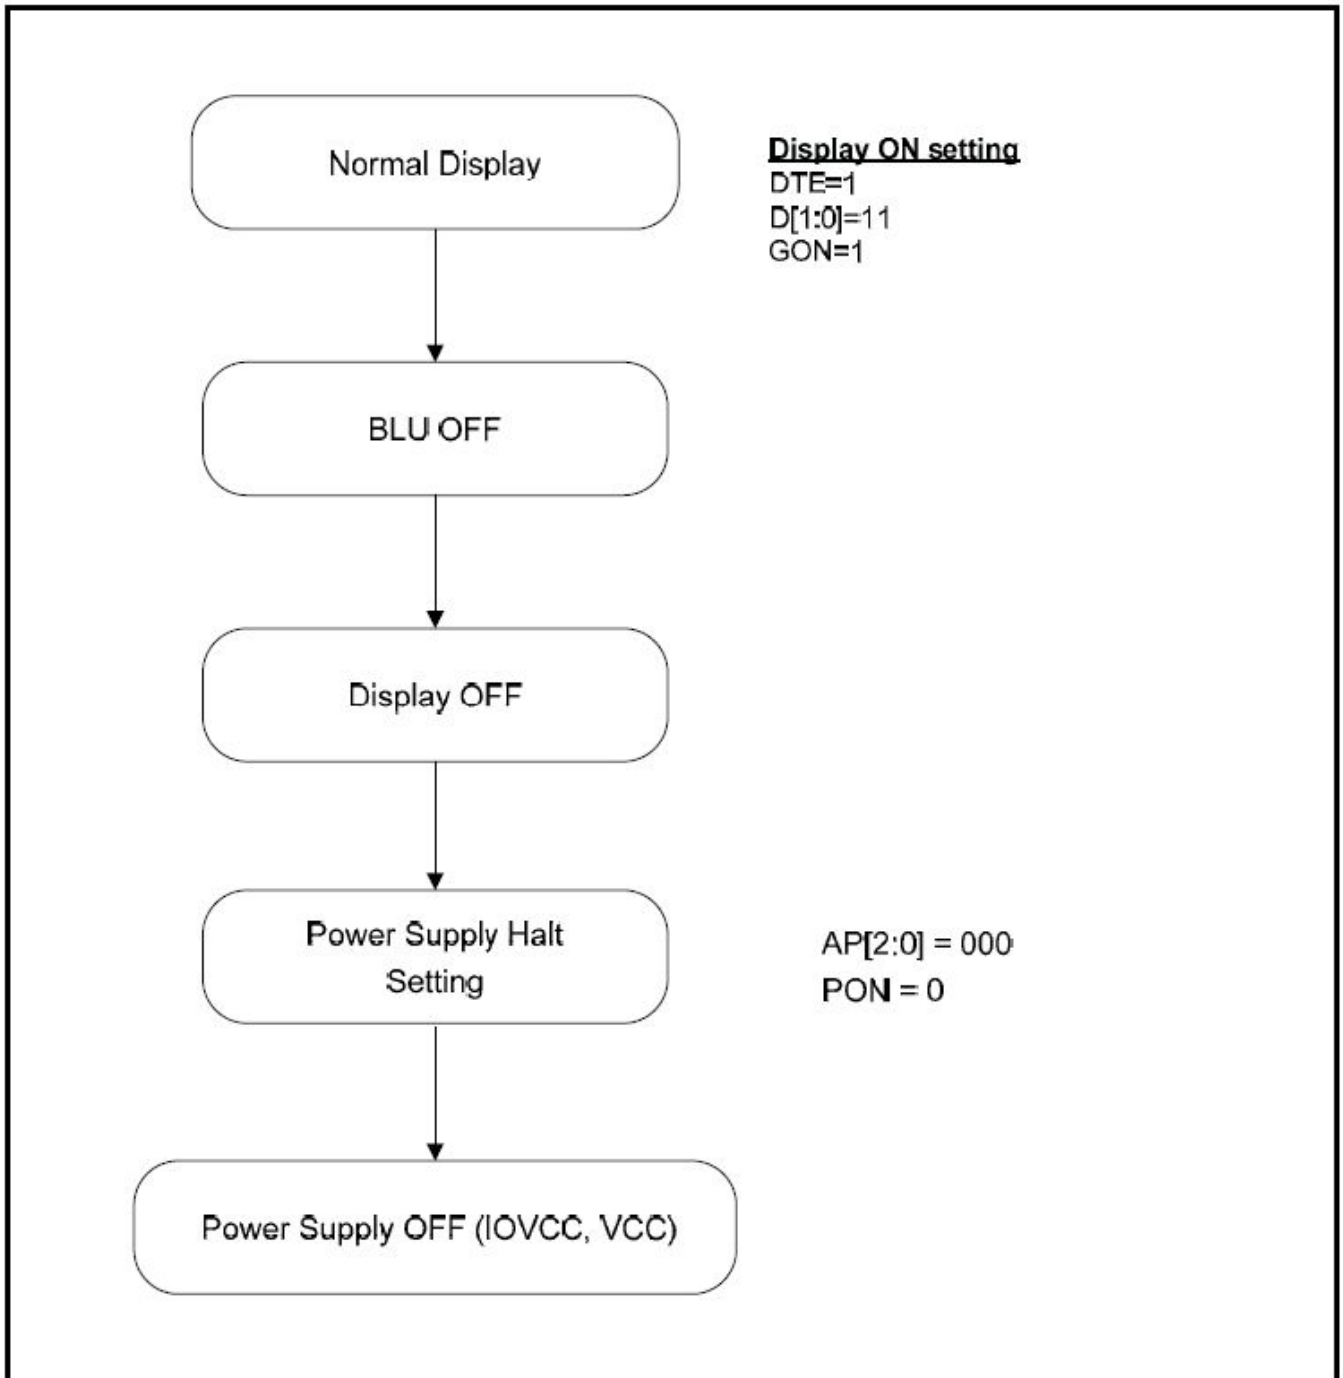 Normal Display
Display ON setting
DTE=1
D[1:0]=11
GON=1
BLU OFF
Display OFF
Power Supply Halt
Setting
AP[2:0] = 000
PON = 0
Power Supply OFF (IOVCC, VCC)